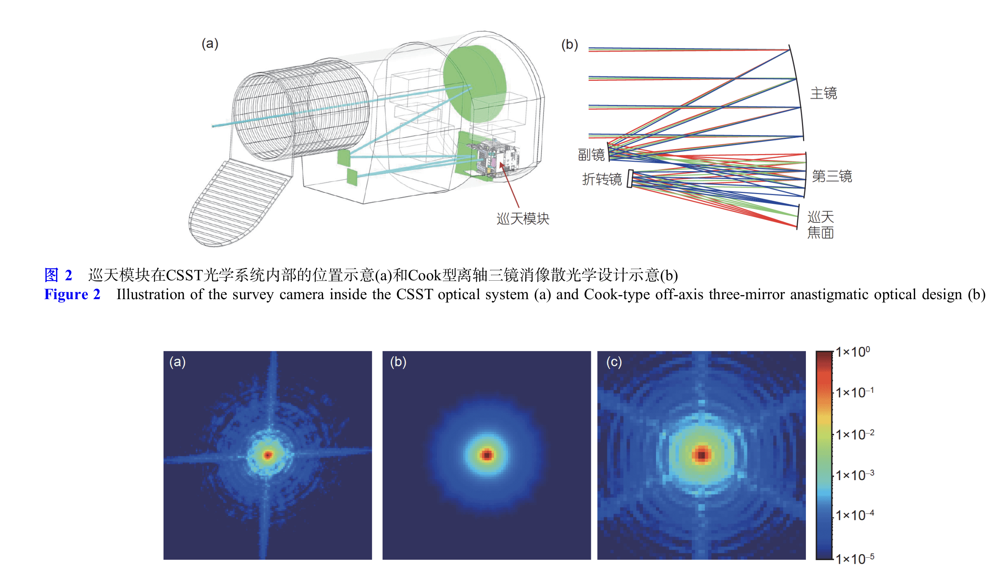 (a)
(b)
主镜
副镜
折转镜
第三镜
巡天模块
巡天
焦面
图 2 巡天模块在CSST光学系统内部的位置示意(a)和Cook型离轴三镜消像散光学设计示意(b)
Figure 2 Illustration of the survey camera inside the CSST optical system (a) and Cook-type off-axis three-mirror anastigmatic optical design (b)
(a)
(b)
(c)
1×10⁰
1×10⁻¹
1×10⁻²
1×10⁻³
1×10⁻⁴
1×10⁻⁵